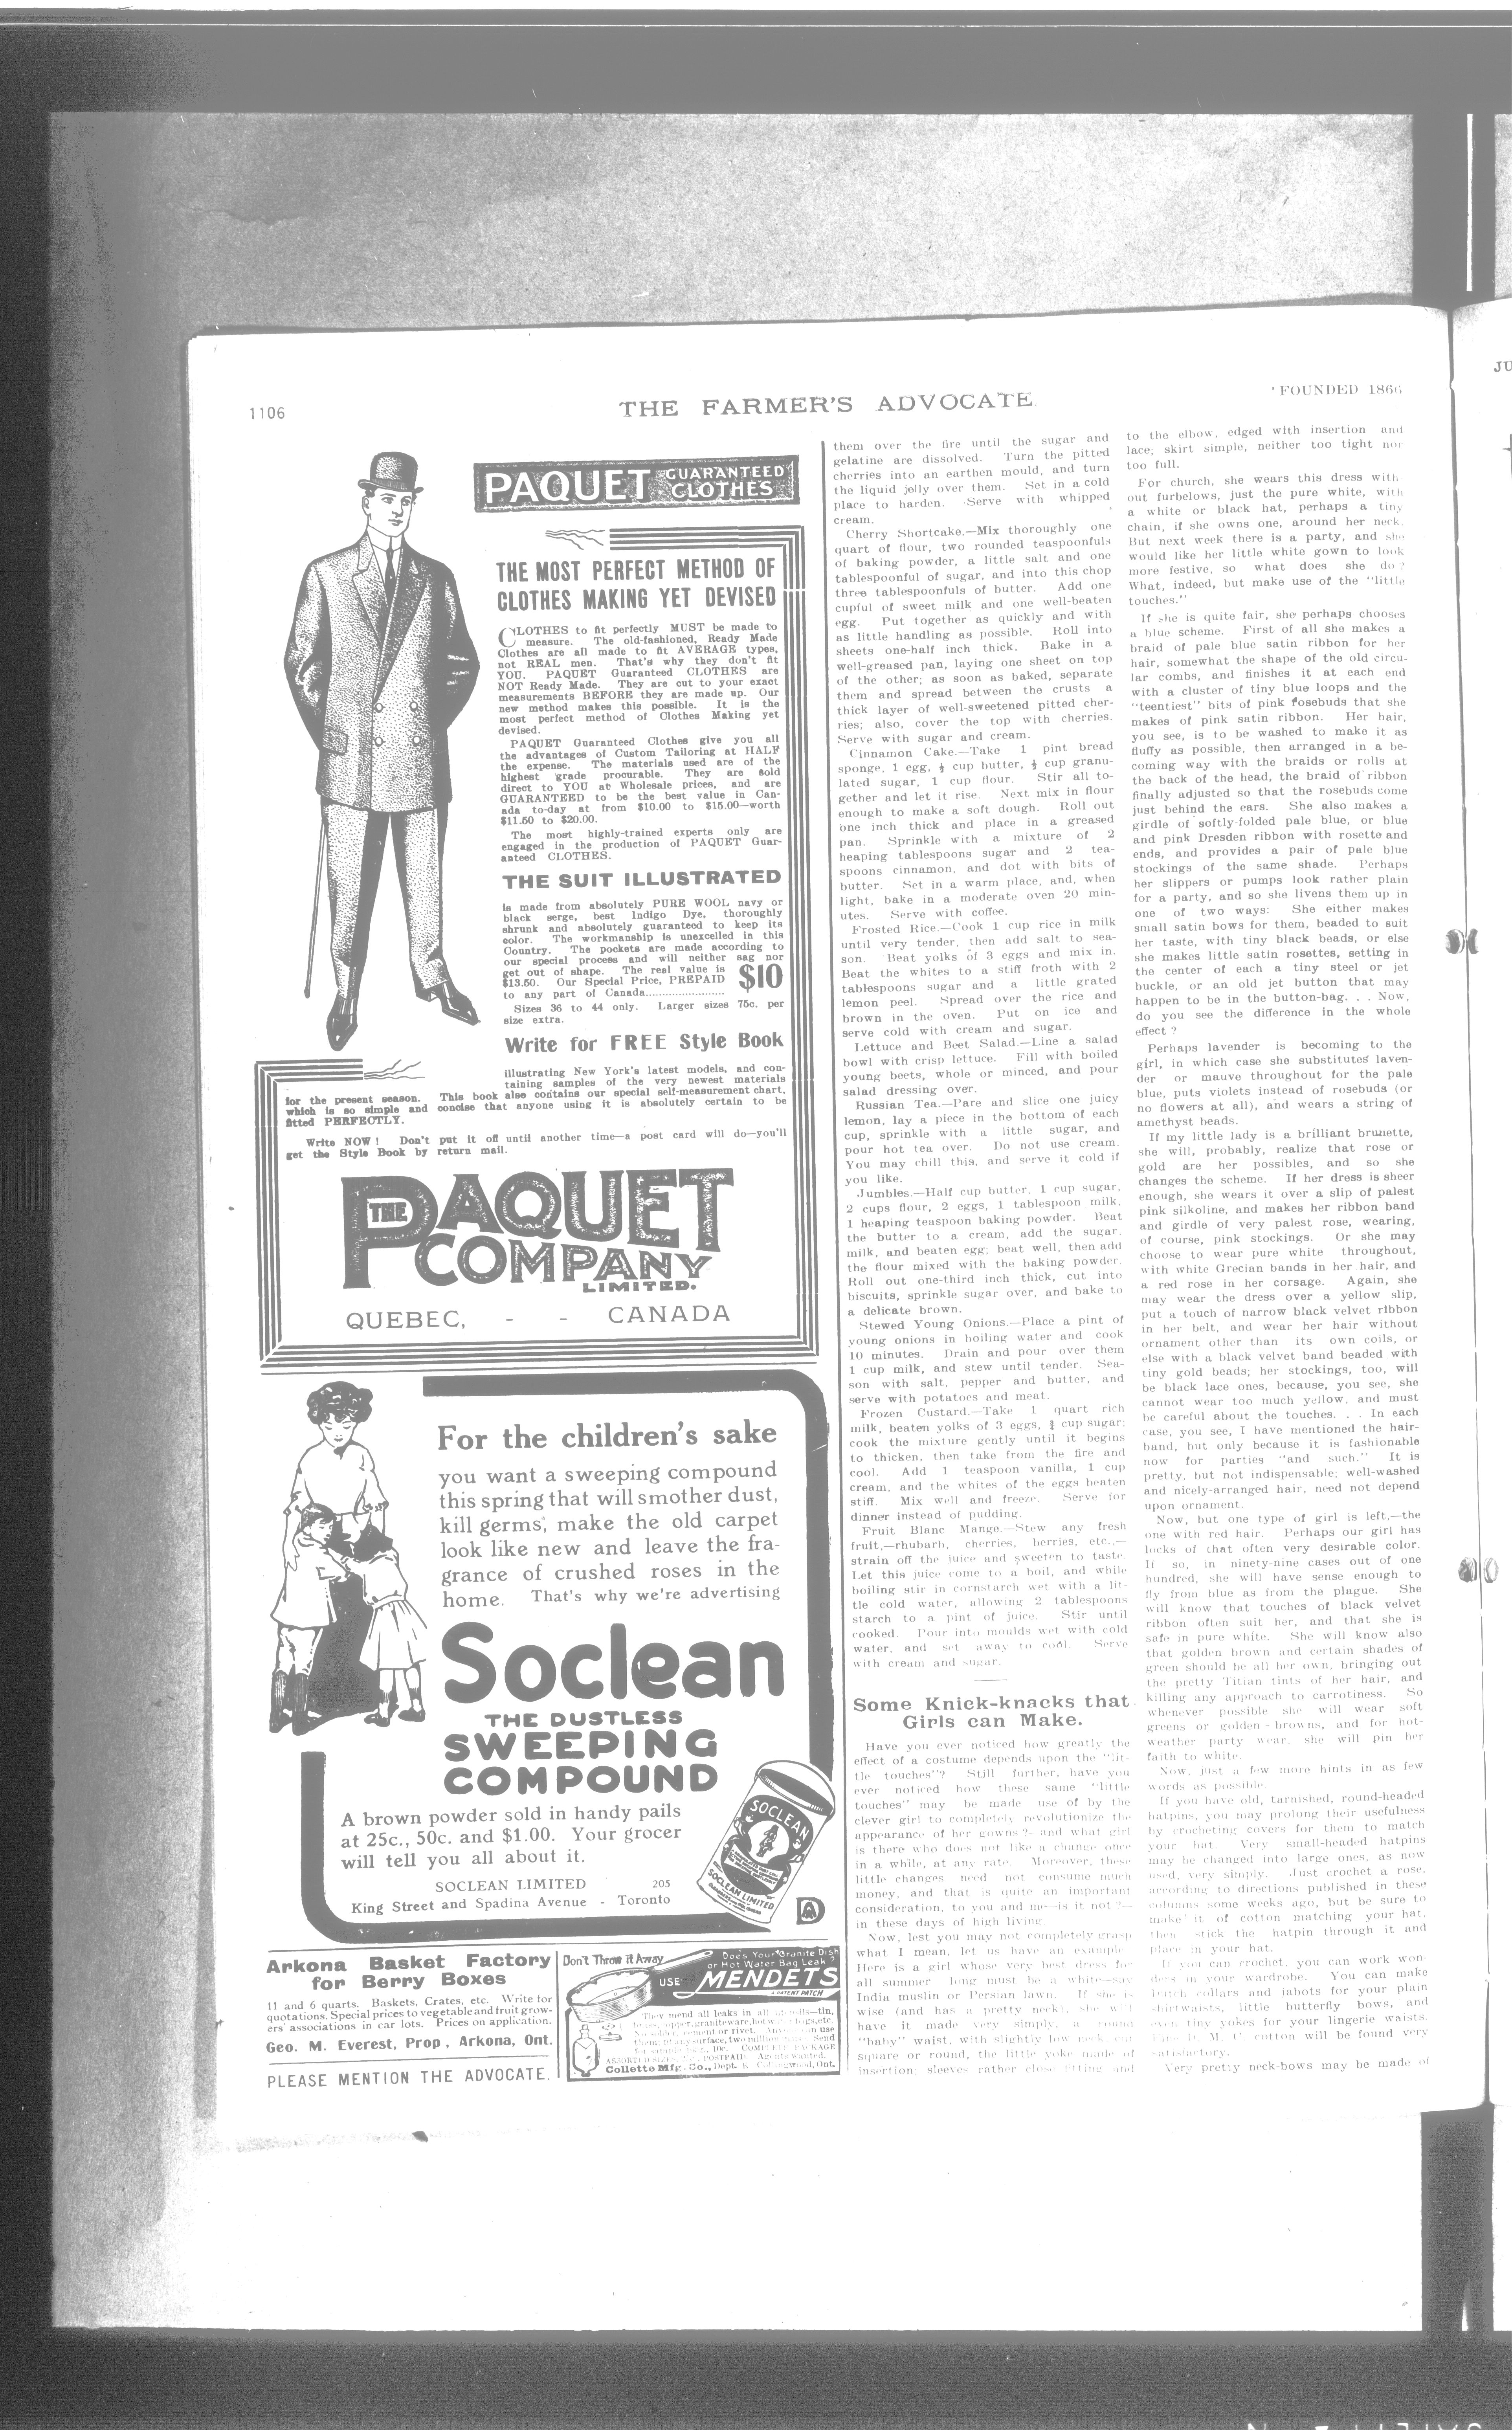 1106
THE FARMER'S ADVOCATE
FOUNDED 1866
PAQUET GUARANTEED CLOTHES
THE MOST PERFECT METHOD OF
CLOTHES MAKING YET DEVISED
CLOTHES to fit perfectly MUST be made to
measure. The old-fashioned, Ready Made
Clothes are all made to fit AVERAGE types,
not REAL men. That's why they don't fit
YOU. PAQUET Guaranteed CLOTHES are
NOT Ready Made. They are cut to your exact
measurements BEFORE they are made up. Our
new method makes this possible. It is the
most perfect method of Clothes Making yet
devised.
PAQUET Guaranteed Clothes give you all
the advantages of Custom Tailoring at HALF
the expense. The materials used are of the
highest grade procurable. They are sold
direct to YOU at Wholesale prices, and are
GUARANTEED to be the best value in Can-
ada to-day at from $10.00 to $15.00—worth
$11.50 to $20.00.
The most highly-trained experts only are
engaged in the production of PAQUET Guar-
anteed CLOTHES.
THE SUIT ILLUSTRATED
is made from absolutely PURE WOOL navy or
black serge, best Indigo Dye, thoroughly
shrunk and absolutely guaranteed to keep its
color. The workmanship is unexcelled in this
Country. The pockets are made according to
our special process and will neither sag nor
get out of shape. The real value is
$13.50. Our Special Price, PREPAID $10
to any part of Canada........................
Sizes 36 to 44 only. Larger sizes 75c. per
size extra.
Write for FREE Style Book
illustrating New York's latest models, and con-
taining samples of the very newest materials
for the present season. This book also contains our special self-measurement chart,
which is so simple and concise that anyone using it is absolutely certain to be
fitted PERFECTLY.
Write NOW! Don't put it off until another time—a post card will do—you'll
get the Style Book by return mail.
THE PAQUET
COMPANY
LIMITED.
QUEBEC, - - CANADA
For the children's sake
you want a sweeping compound
this spring that will smother dust,
kill germs, make the old carpet
look like new and leave the fra-
grance of crushed roses in the
home. That's why we're advertising
Soclean
THE DUSTLESS
SWEEPING
COMPOUND
A brown powder sold in handy pails
at 25c., 50c. and $1.00. Your grocer
will tell you all about it.
SOCLEAN LIMITED 205
King Street and Spadina Avenue - Toronto
SOCLEAN
SOCLEAN LIMITED
Arkona Basket Factory
for Berry Boxes
11 and 6 quarts. Baskets, Crates, etc. Write for
quotations. Special prices to vegetable and fruit grow-
ers' associations in car lots. Prices on application.
Geo. M. Everest, Prop, Arkona, Ont.
PLEASE MENTION THE ADVOCATE.
Don't Throw it Away
Does Your Granite Dish
or Hot Water Bag Leak?
USE MENDETS
A PATENT PATCH
They mend all leaks in all utensils—tin,
brass, copper, graniteware, hot water bags, etc.
No solder, cement or rivet. Anyone can use
them; fit any surface, two million in use. Send
for sample pkg., 10c. COMPLETE PACKAGE
ASSORTED SIZES, POSTPAID. Agents wanted.
Collette Mfg. Co., Dept. K Collingwood, Ont.
them over the fire until the sugar and
gelatine are dissolved. Turn the pitted
cherries into an earthen mould, and turn
the liquid jelly over them. Set in a cold
place to harden. Serve with whipped
cream.
Cherry Shortcake.—Mix thoroughly one
quart of flour, two rounded teaspoonfuls
of baking powder, a little salt and one
tablespoonful of sugar, and into this chop
three tablespoonfuls of butter. Add one
cupful of sweet milk and one well-beaten
egg. Put together as quickly and with
as little handling as possible. Roll into
sheets one-half inch thick. Bake in a
well-greased pan, laying one sheet on top
of the other; as soon as baked, separate
them and spread between the crusts a
thick layer of well-sweetened pitted cher-
ries; also, cover the top with cherries.
Serve with sugar and cream.
Cinnamon Cake.—Take 1 pint bread
sponge, 1 egg, ½ cup butter, ½ cup granu-
lated sugar, 1 cup flour. Stir all to-
gether and let it rise. Next mix in flour
enough to make a soft dough. Roll out
one inch thick and place in a greased
pan. Sprinkle with a mixture of 2
heaping tablespoons sugar and 2 tea-
spoons cinnamon, and dot with bits of
butter. Set in a warm place, and, when
light, bake in a moderate oven 20 min-
utes. Serve with coffee.
Frosted Rice.—Cook 1 cup rice in milk
until very tender, then add salt to sea-
son. Beat yolks of 3 eggs and mix in.
Beat the whites to a stiff froth with 2
tablespoons sugar and a little grated
lemon peel. Spread over the rice and
brown in the oven. Put on ice and
serve cold with cream and sugar.
Lettuce and Beet Salad.—Line a salad
bowl with crisp lettuce. Fill with boiled
young beets, whole or minced, and pour
salad dressing over.
Russian Tea.—Pare and slice one juicy
lemon, lay a piece in the bottom of each
cup, sprinkle with a little sugar, and
pour hot tea over. Do not use cream.
You may chill this, and serve it cold if
you like.
Jumbles.—Half cup butter, 1 cup sugar,
2 cups flour, 2 eggs, 1 tablespoon milk,
1 heaping teaspoon baking powder. Beat
the butter to a cream, add the sugar,
milk, and beaten egg; beat well, then add
the flour mixed with the baking powder.
Roll out one-third inch thick, cut into
biscuits, sprinkle sugar over, and bake to
a delicate brown.
Stewed Young Onions.—Place a pint of
young onions in boiling water and cook
10 minutes. Drain and pour over them
1 cup milk, and stew until tender. Sea-
son with salt, pepper and butter, and
serve with potatoes and meat.
Frozen Custard.—Take 1 quart rich
milk, beaten yolks of 3 eggs, cup sugar;
cook the mixture gently until it begins
to thicken, then take from the fire and
cool. Add 1 teaspoon vanilla, 1 cup
cream, and the whites of the eggs beaten
stiff. Mix well and freeze. Serve for
dinner instead of pudding.
Fruit Blanc Mange.—Stew any fresh
fruit,—rhubarb, cherries, berries, etc.,—
strain off the juice and sweeten to taste.
Let this juice come to a boil, and while
boiling stir in cornstarch wet with a lit-
tle cold water, allowing 2 tablespoons
starch to a pint of juice. Stir until
cooked. Pour into moulds wet with cold
water, and set away to cool. Serve
with cream and sugar.
Some Knick-knacks that
Girls can Make.
Have you ever noticed how greatly the
effect of a costume depends upon the "lit-
tle touches"? Still further, have you
ever noticed how these same "little
touches" may be made use of by the
clever girl to completely revolutionize the
appearance of her gowns?—and what girl
is there who does not like a change once
in a while, at any rate. Moreover, these
little changes need not consume much
money, and that is quite an important
consideration, to you and me—is it not?—
in these days of high living.
Now, lest you may not completely grasp
what I mean, let us have an example.
Here is a girl whose very best dress for
all summer long must be a white—say
India muslin or Persian lawn. If she is
wise (and has a pretty neck), she will
have it made very simply, a round
"baby" waist, with slightly low neck cut
square or round, the little yoke made of
insertion; sleeves rather close fitting and
to the elbow, edged with insertion and
lace; skirt simple, neither too tight nor
too full.
For church, she wears this dress with
out furbelows, just the pure white, with
a white or black hat, perhaps a tiny
chain, if she owns one, around her neck.
But next week there is a party, and she
would like her little white gown to look
more festive, so what does she do?
What, indeed, but make use of the "little
touches."
If she is quite fair, she perhaps chooses
a blue scheme. First of all she makes a
braid of pale blue satin ribbon for her
hair, somewhat the shape of the old circu-
lar combs, and finishes it at each end
with a cluster of tiny blue loops and the
"teentiest" bits of pink rosebuds that she
makes of pink satin ribbon. Her hair,
you see, is to be washed to make it as
fluffy as possible, then arranged in a be-
coming way with the braids or rolls at
the back of the head, the braid of ribbon
finally adjusted so that the rosebuds come
just behind the ears. She also makes a
girdle of softly-folded pale blue, or blue
and pink Dresden ribbon with rosette and
ends, and provides a pair of pale blue
stockings of the same shade. Perhaps
her slippers or pumps look rather plain
for a party, and so she livens them up in
one of two ways: She either makes
small satin bows for them, beaded to suit
her taste, with tiny black beads, or else
she makes little satin rosettes, setting in
the center of each a tiny steel or jet
buckle, or an old jet button that may
happen to be in the button-bag. . . Now,
do you see the difference in the whole
effect ?
Perhaps lavender is becoming to the
girl, in which case she substitutes laven-
der or mauve throughout for the pale
blue, puts violets instead of rosebuds (or
no flowers at all), and wears a string of
amethyst beads.
If my little lady is a brilliant brunette,
she will, probably, realize that rose or
gold are her possibles, and so she
changes the scheme. If her dress is sheer
enough, she wears it over a slip of palest
pink silkoline, and makes her ribbon band
and girdle of very palest rose, wearing,
of course, pink stockings. Or she may
choose to wear pure white throughout,
with white Grecian bands in her hair, and
a red rose in her corsage. Again, she
may wear the dress over a yellow slip,
put a touch of narrow black velvet ribbon
in her belt, and wear her hair without
ornament other than its own coils, or
else with a black velvet band beaded with
tiny gold beads; her stockings, too, will
be black lace ones, because, you see, she
cannot wear too much yellow, and must
be careful about the touches. . . In each
case, you see, I have mentioned the hair-
band, but only because it is fashionable
now for parties "and such." It is
pretty, but not indispensable; well-washed
and nicely-arranged hair, need not depend
upon ornament.
Now, but one type of girl is left,—the
one with red hair. Perhaps our girl has
locks of that often very desirable color.
If so, in ninety-nine cases out of one
hundred, she will have sense enough to
fly from blue as from the plague. She
will know that touches of black velvet
ribbon often suit her, and that she is
safe in pure white. She will know also
that golden brown and certain shades of
green should be all her own, bringing out
the pretty Titian tints of her hair, and
killing any approach to carrotiness. So
whenever possible she will wear soft
greens or golden-browns, and for hot-
weather party wear, she will pin her
faith to white.
Now, just a few more hints in as few
words as possible.
If you have old, tarnished, round-headed
hatpins, you may prolong their usefulness
by crocheting covers for them to match
your hat. Very small-headed hatpins
may be changed into large ones, as now
used, very simply. Just crochet a rose,
according to directions published in these
columns some weeks ago, but be sure to
make it of cotton matching your hat,
then stick the hatpin through it and
place in your hat.
If you can crochet, you can work won-
ders in your wardrobe. You can make
Dutch collars and jabots for your plain
shirtwaists, little butterfly bows, and
even tiny yokes for your lingerie waists.
Fine D. M. C. cotton will be found very
satisfactory.
Very pretty neck-bows may be made of
JU